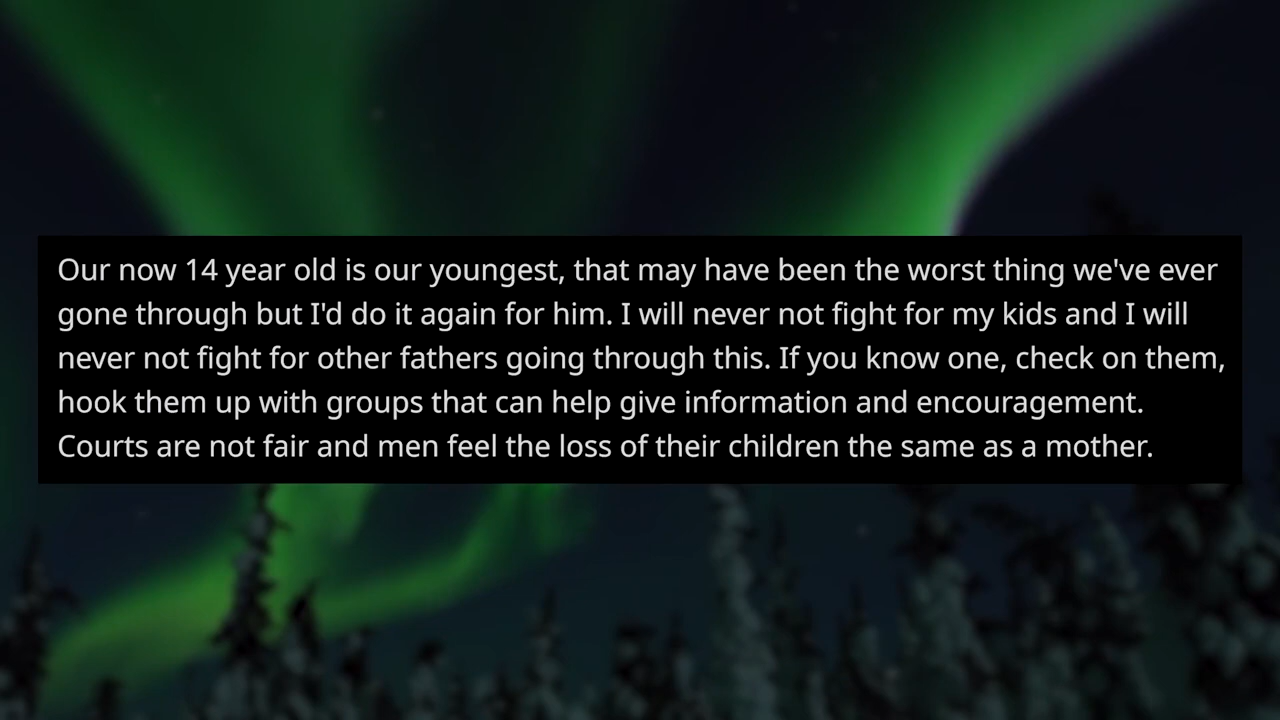 Our now 14 year old is our youngest, that may have been the worst thing we've ever
gone through but I'd do it again for him. I will never not fight for my kids and I will
never not fight for other fathers going through this. If you know one, check on them,
hook them up with groups that can help give information and encouragement.
Courts are not fair and men feel the loss of their children the same as a mother.